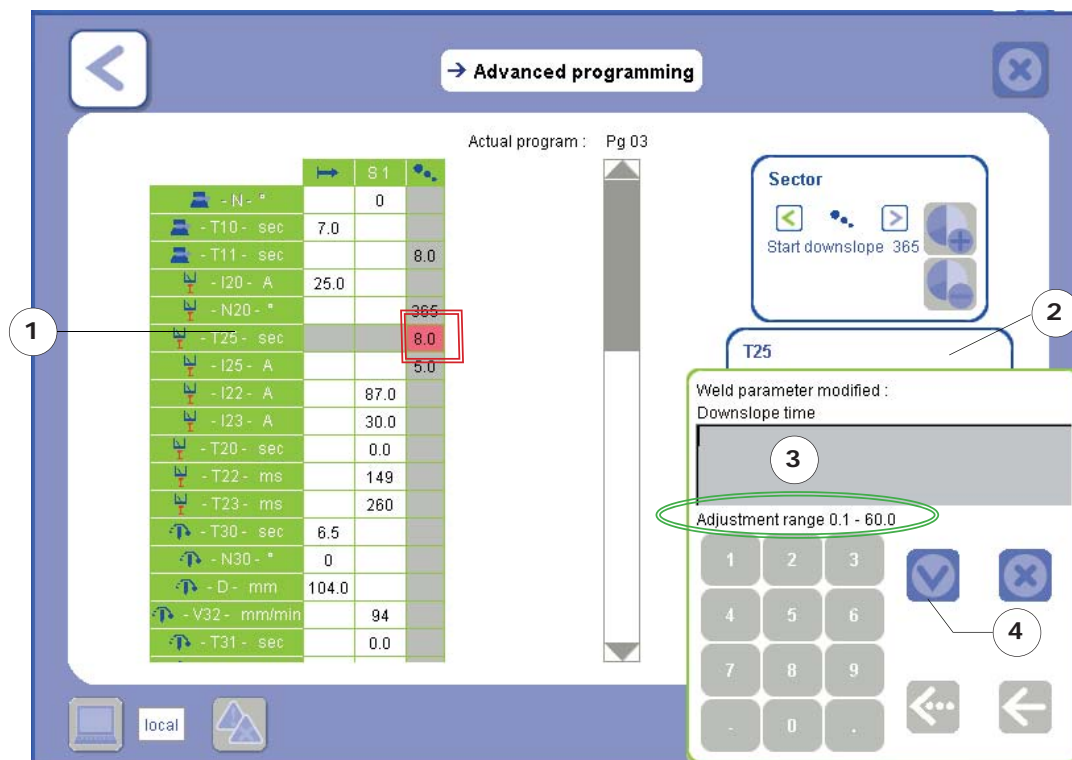 → Advanced programming
Actual program : Pg 03
S 1
- N - ° 0
- T10 - sec 7.0
- T11 - sec 8.0
- I20 - A 25.0
- N20 - ° 365
- T25 - sec 8.0
- I25 - A 5.0
- I22 - A 87.0
- I23 - A 30.0
- T20 - sec 0.0
- T22 - ms 149
- T23 - ms 260
- T30 - sec 6.5
- N30 - ° 0
- D - mm 104.0
- V32 - mm/min 94
- T31 - sec 0.0
1
Sector
Start downslope 365
2
T25
Weld parameter modified :
Downslope time
3
Adjustment range 0.1 - 60.0
1 2 3
4 5 6
7 8 9
- 0 .
4
local